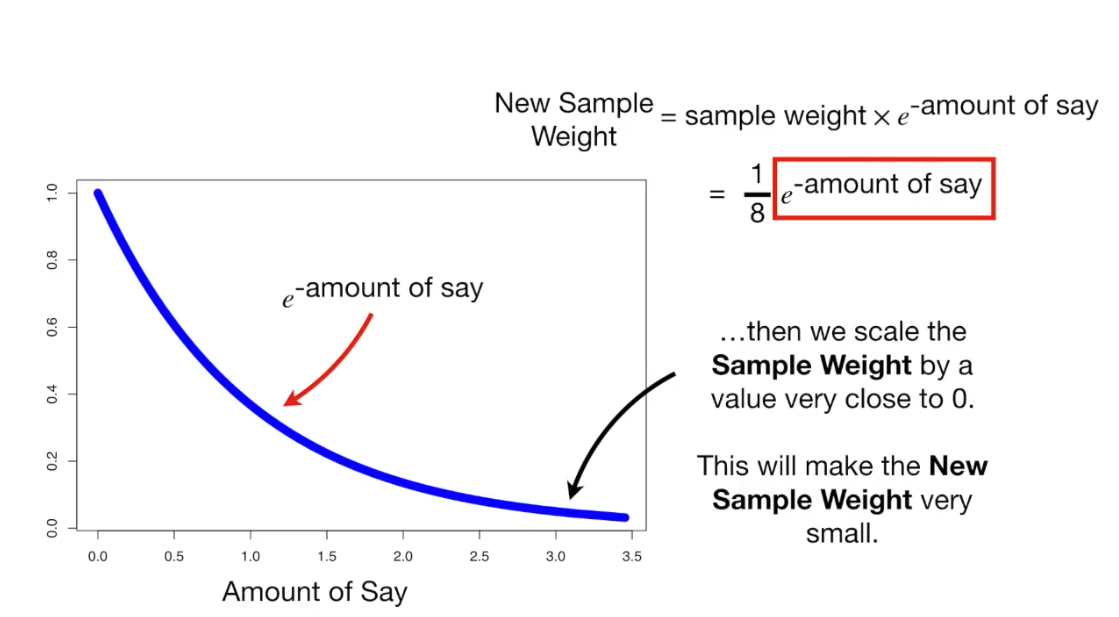 New Sample
Weight
= sample weight × e^-amount of say
= 1/8 e^-amount of say
1.0
0.8
0.6
0.4
0.2
0.0
e^-amount of say
0.0 0.5 1.0 1.5 2.0 2.5 3.0 3.5
Amount of Say
...then we scale the
Sample Weight by a
value very close to 0.
This will make the New
Sample Weight very
small.